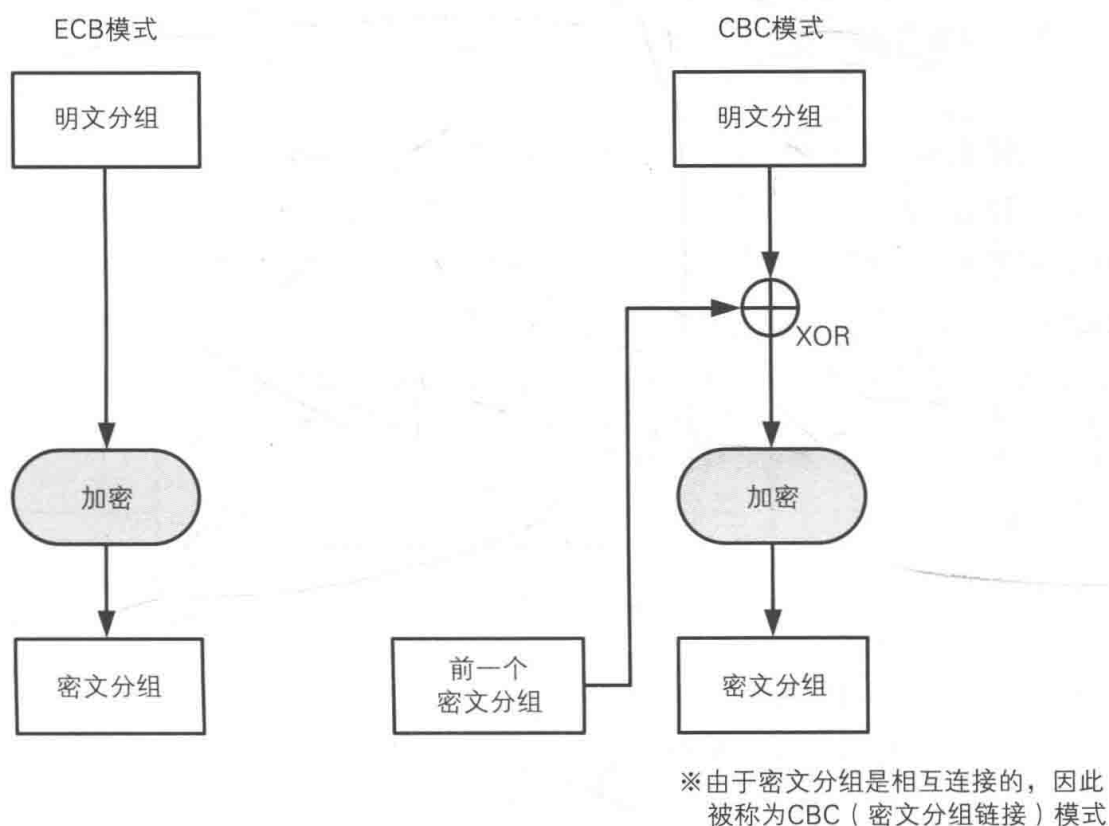 ECB模式
明文分组
加密
密文分组
CBC模式
明文分组
XOR
加密
前一个
密文分组
密文分组
※由于密文分组是相互连接的，因此
被称为CBC（密文分组链接）模式